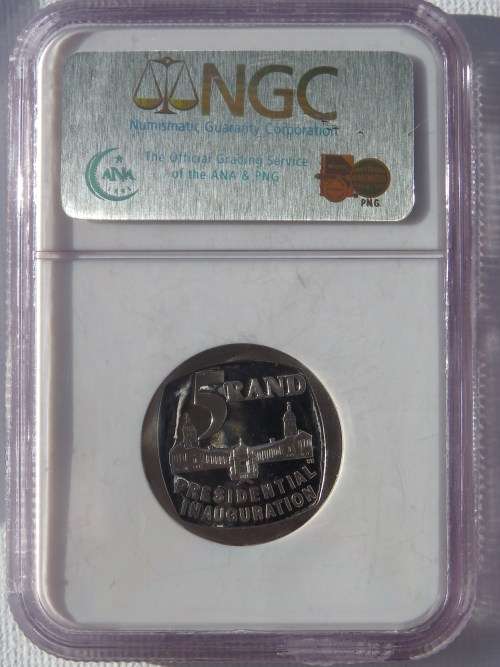 NGC
Numismatic Guaranty Corporation
The Official Grading Service
of the ANA & PNG
ANA
PNG
5 RAND
PRESIDENTIAL
INAUGURATION